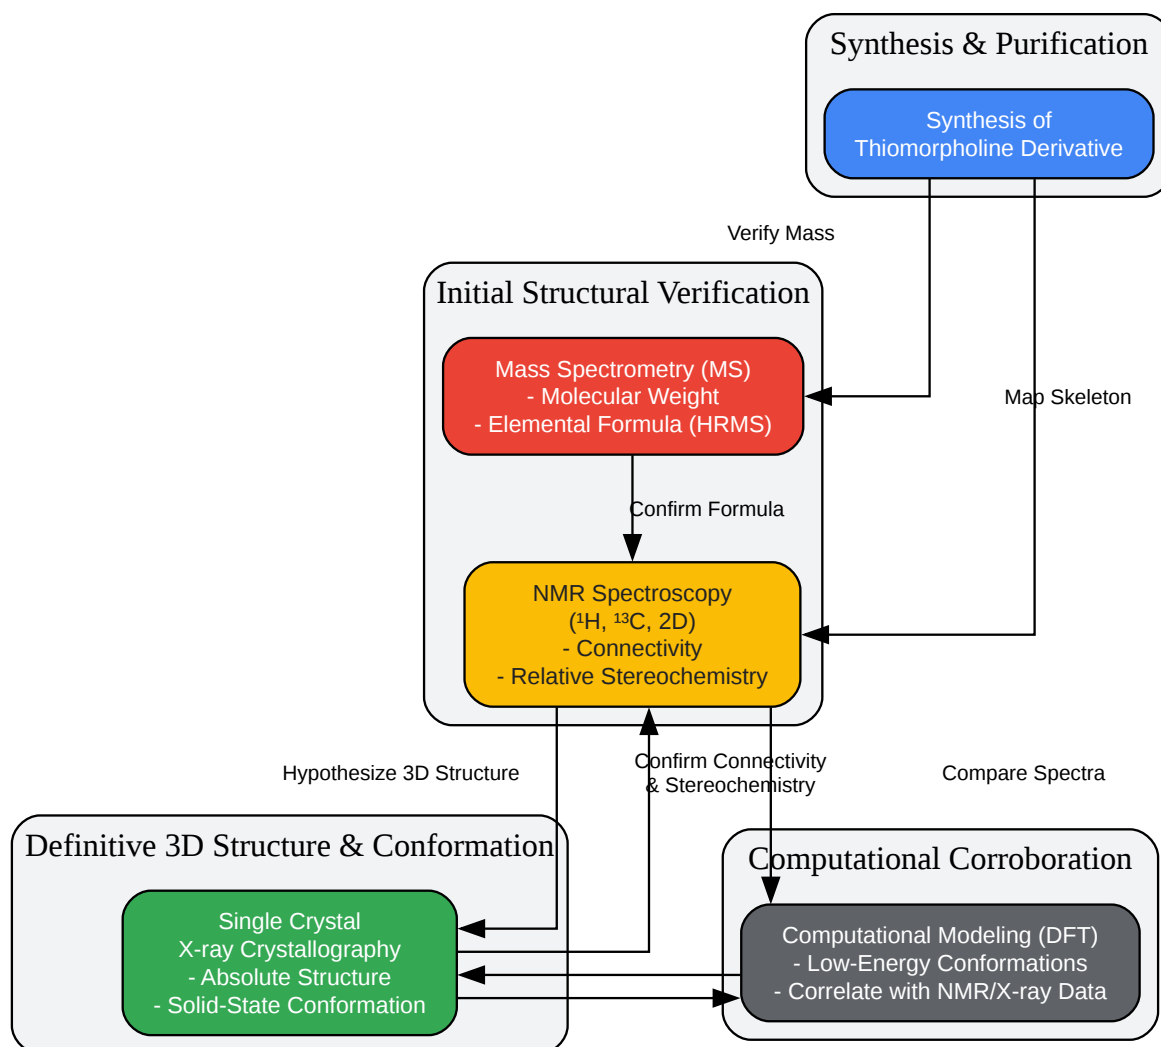 Synthesis & Purification
Synthesis of
Thiomorpholine Derivative
Verify Mass
Initial Structural Verification
Mass Spectrometry (MS)
- Molecular Weight
- Elemental Formula (HRMS)
Map Skeleton
Confirm Formula
NMR Spectroscopy
(¹H, ¹³C, 2D)
- Connectivity
- Relative Stereochemistry
Hypothesize 3D Structure
Confirm Connectivity
& Stereochemistry
Compare Spectra
Definitive 3D Structure & Conformation
Single Crystal
X-ray Crystallography
- Absolute Structure
- Solid-State Conformation
Computational Corroboration
Computational Modeling (DFT)
- Low-Energy Conformations
- Correlate with NMR/X-ray Data